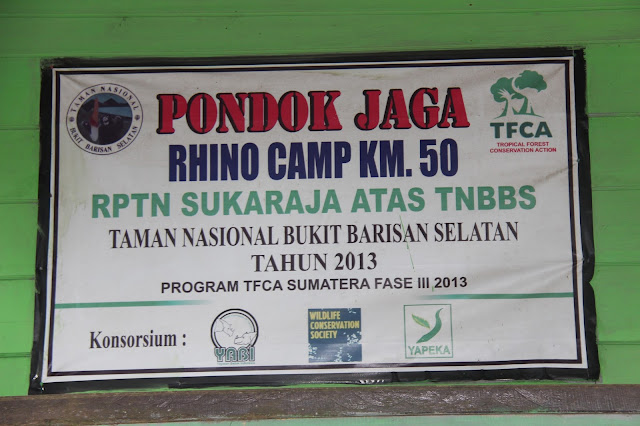 TAMAN NASIONAL
BUKIT BARISAN SELATAN
PONDOK JAGA
TFCA
TROPICAL FOREST
CONSERVATION ACTION
RHINO CAMP KM. 50
RPTN SUKARAJA ATAS TNBBS
TAMAN NASIONAL BUKIT BARISAN SELATAN
TAHUN 2013
PROGRAM TFCA SUMATERA FASE III 2013
Konsorsium :
YABI
WILDLIFE
CONSERVATION
SOCIETY
YAPEKA